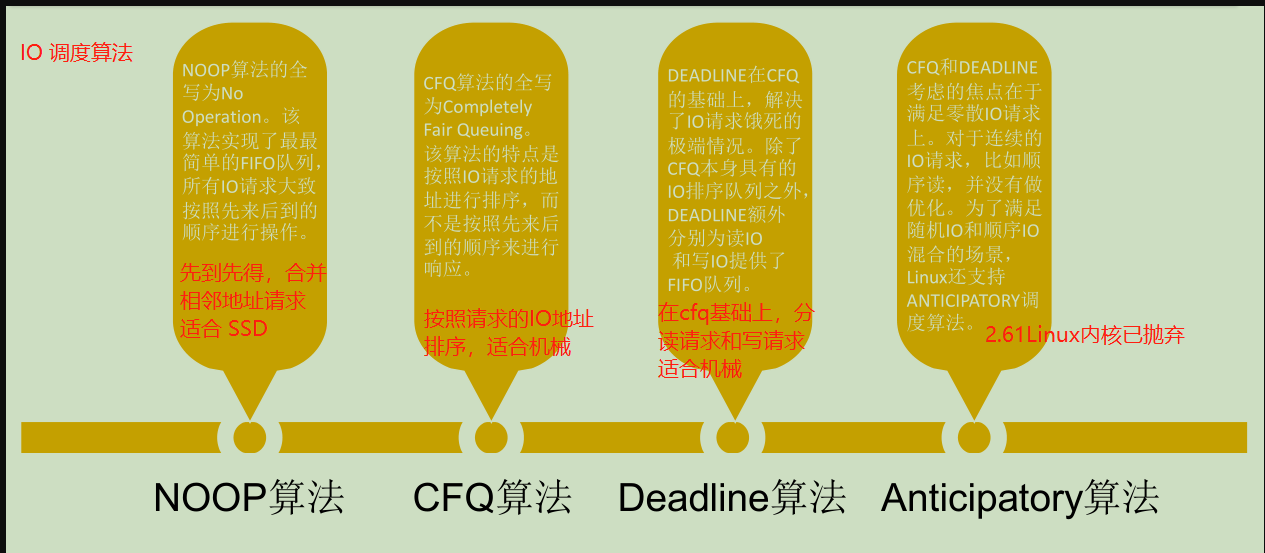 IO 调度算法
NOOP算法的全
写为No
Operation。该
算法实现了最最
简单的FIFO队列，
所有IO请求大致
按照先来后到的
顺序进行操作。
先到先得，合并
相邻地址请求
适合 SSD
CFQ算法的全写
为Completely
Fair Queuing。
该算法的特点是
按照IO请求的地
址进行排序，而
不是按照先来后
到的顺序来进行
响应。
按照请求的IO地址
排序，适合机械
DEADLINE在CFQ
的基础上，解决
了IO请求饿死的
极端情况。除了
CFQ本身具有的
IO排序队列之外，
DEADLINE额外
分别为读IO
和写IO提供了
FIFO队列。
在cfq基础上，分
读请求和写请求
适合机械
CFQ和DEADLINE
考虑的焦点在于
满足零散IO请求
上。对于连续的
IO请求，比如顺
序读，并没有做
优化。为了满足
随机IO和顺序IO
混合的场景，
Linux还支持
ANTICIPATORY调
度算法。
2.61Linux内核已抛弃
NOOP算法
CFQ算法
Deadline算法
Anticipatory算法